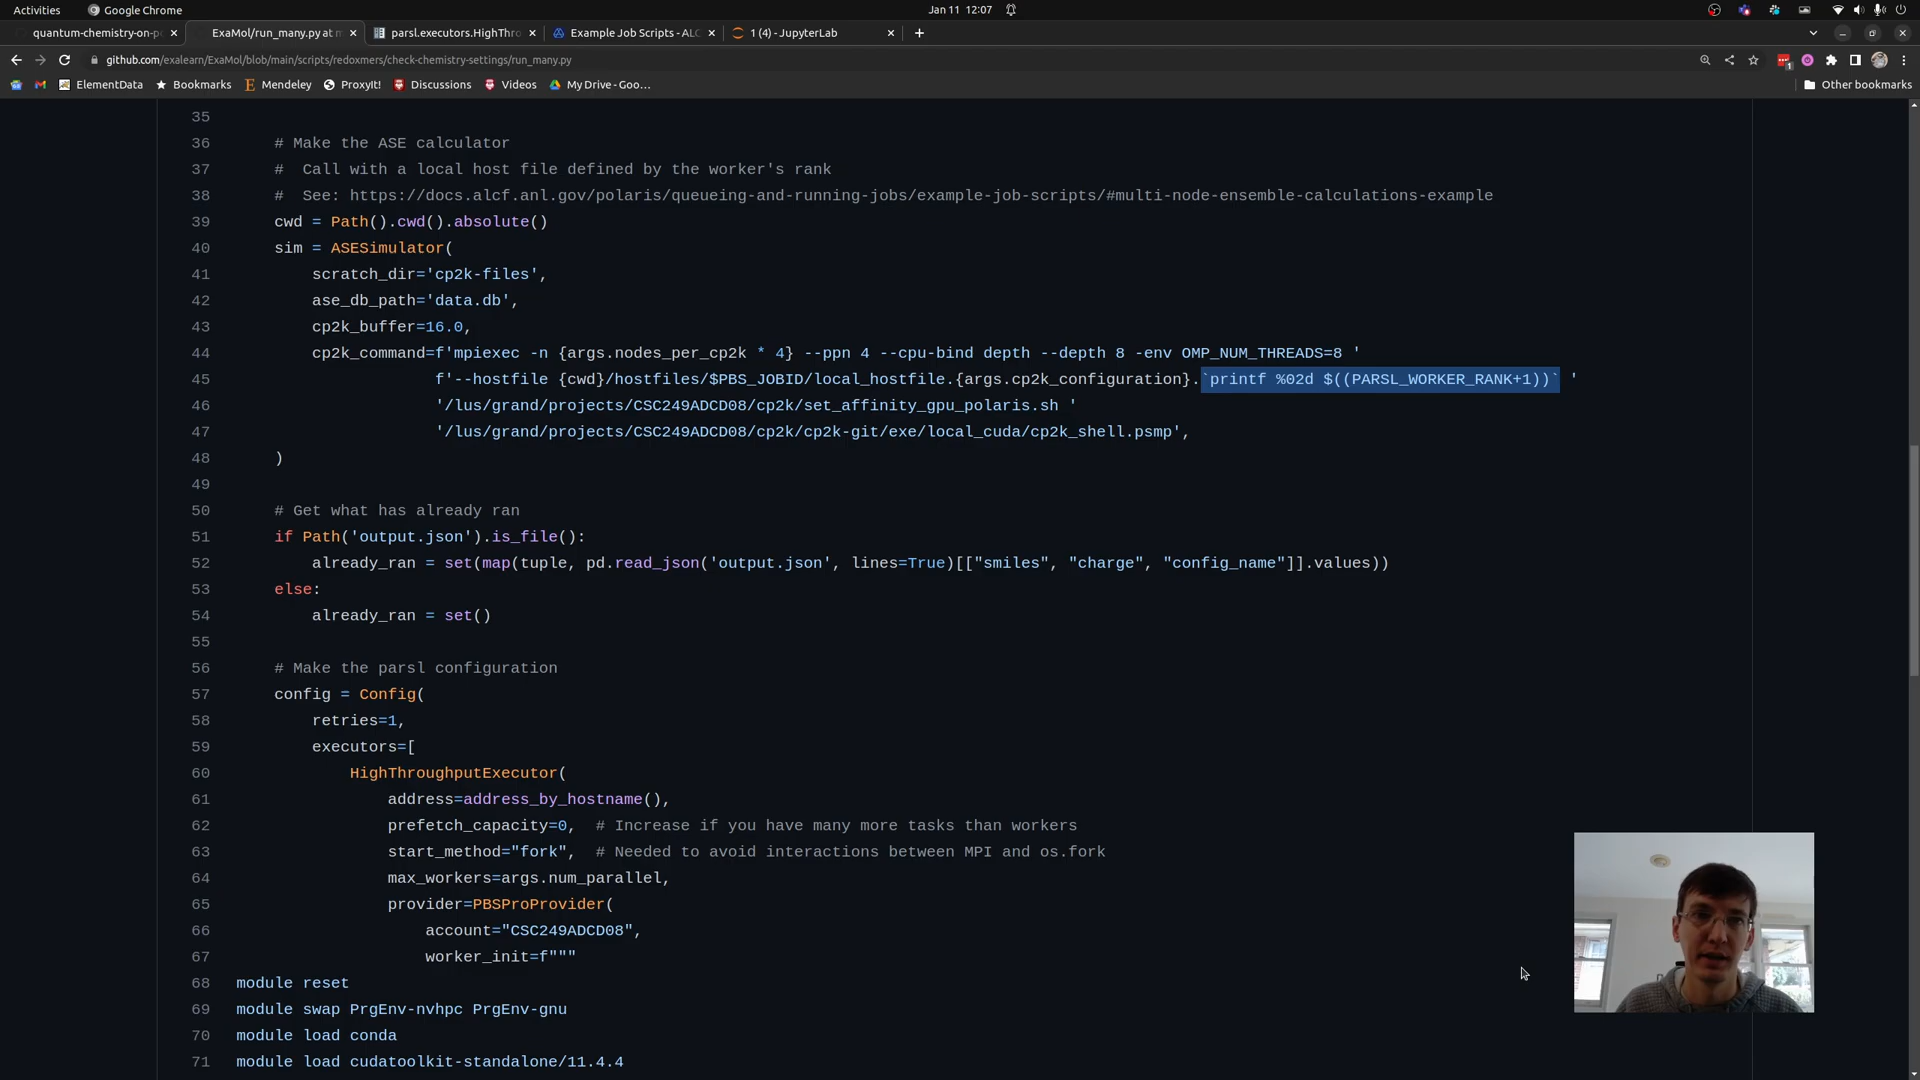 Activities
Google Chrome
Jan 11 12:07
quantum-chemistry-on-p
ExaMol/run_many.py at m
parsl.executors.HighThro
Example Job Scripts - ALC
1 (4) - JupyterLab
github.com/exalearn/ExaMol/blob/main/scripts/redoxmers/check-chemistry-settings/run_many.py
ElementData
Bookmarks
Mendeley
ProxyIt!
Discussions
Videos
My Drive - Goo...
Other bookmarks
35
36 # Make the ASE calculator
37 #  Call with a local host file defined by the worker's rank
38 #  See: https://docs.alcf.anl.gov/polaris/queueing-and-running-jobs/example-job-scripts/#multi-node-ensemble-calculations-example
39 cwd = Path().cwd().absolute()
40 sim = ASESimulator(
41 scratch_dir='cp2k-files',
42 ase_db_path='data.db',
43 cp2k_buffer=16.0,
44 cp2k_command=f'mpiexec -n {args.nodes_per_cp2k * 4} --ppn 4 --cpu-bind depth --depth 8 -env OMP_NUM_THREADS=8 '
45 f'--hostfile {cwd}/hostfiles/$PBS_JOBID/local_hostfile.{args.cp2k_configuration}.`printf %02d $((PARSL_WORKER_RANK+1))` '
46 '/lus/grand/projects/CSC249ADCD08/cp2k/set_affinity_gpu_polaris.sh '
47 '/lus/grand/projects/CSC249ADCD08/cp2k/cp2k-git/exe/local_cuda/cp2k_shell.psmp',
48 )
49
50 # Get what has already ran
51 if Path('output.json').is_file():
52 already_ran = set(map(tuple, pd.read_json('output.json', lines=True)[["smiles", "charge", "config_name"]].values))
53 else:
54 already_ran = set()
55
56 # Make the parsl configuration
57 config = Config(
58 retries=1,
59 executors=[
60 HighThroughputExecutor(
61 address=address_by_hostname(),
62 prefetch_capacity=0,  # Increase if you have many more tasks than workers
63 start_method="fork",  # Needed to avoid interactions between MPI and os.fork
64 max_workers=args.num_parallel,
65 provider=PBSProProvider(
66 account="CSC249ADCD08",
67 worker_init=f"""
68 module reset
69 module swap PrgEnv-nvhpc PrgEnv-gnu
70 module load conda
71 module load cudatoolkit-standalone/11.4.4